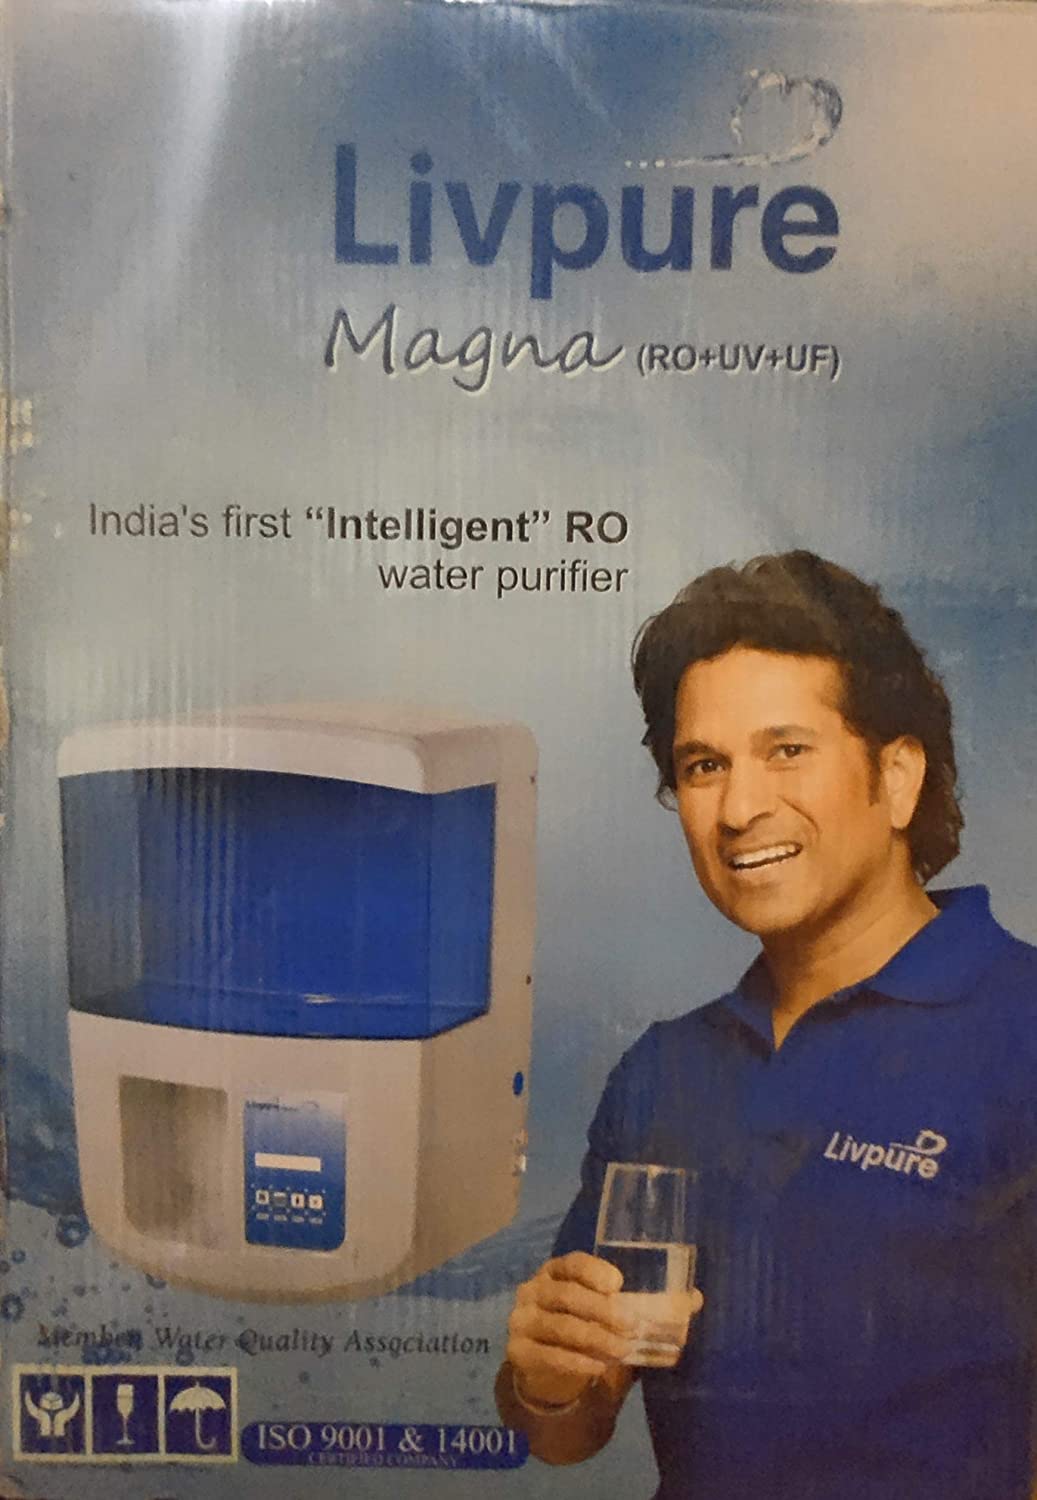 Livpure
Magna (RO+UV+UF)
India's first “Intelligent” RO
water purifier
Livpure
Livpure
Member, Water Quality Association
ISO 9001 & 14001
CERTIFIED COMPANY